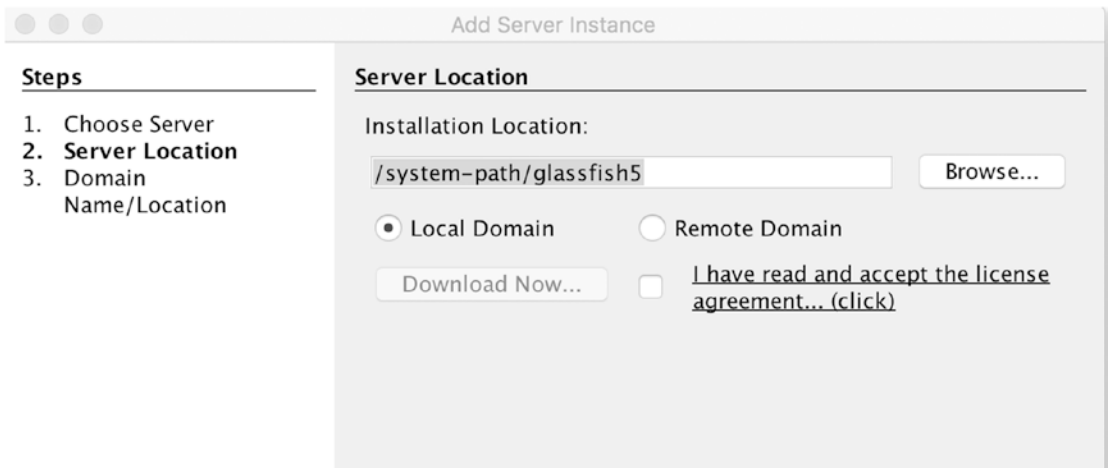 Add Server Instance
Steps
1. Choose Server
2. Server Location
3. Domain
Name/Location
Server Location
Installation Location:
/system-path/glassfish5
Browse...
Local Domain
Remote Domain
Download Now...
I have read and accept the license
agreement... (click)